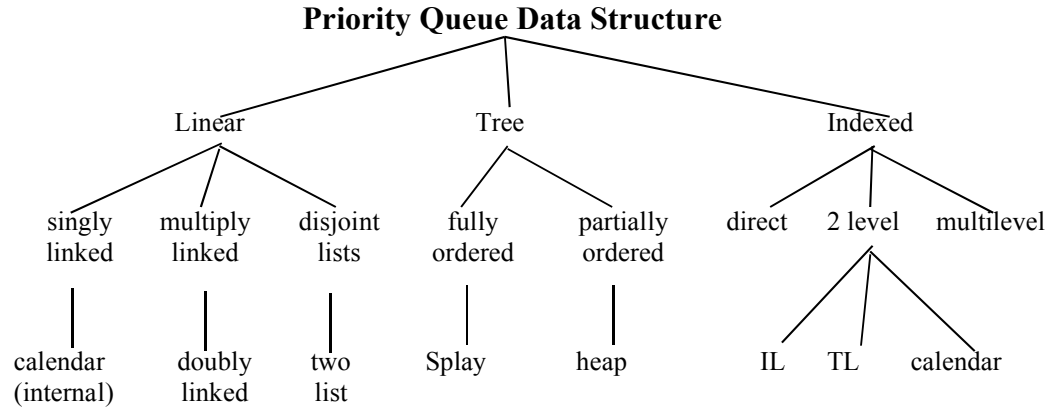 Priority Queue Data Structure
Linear Tree Indexed
singly multiply disjoint fully partially direct 2 level multilevel
linked linked lists ordered ordered
calendar doubly two Splay heap IL TL calendar
(internal) linked list